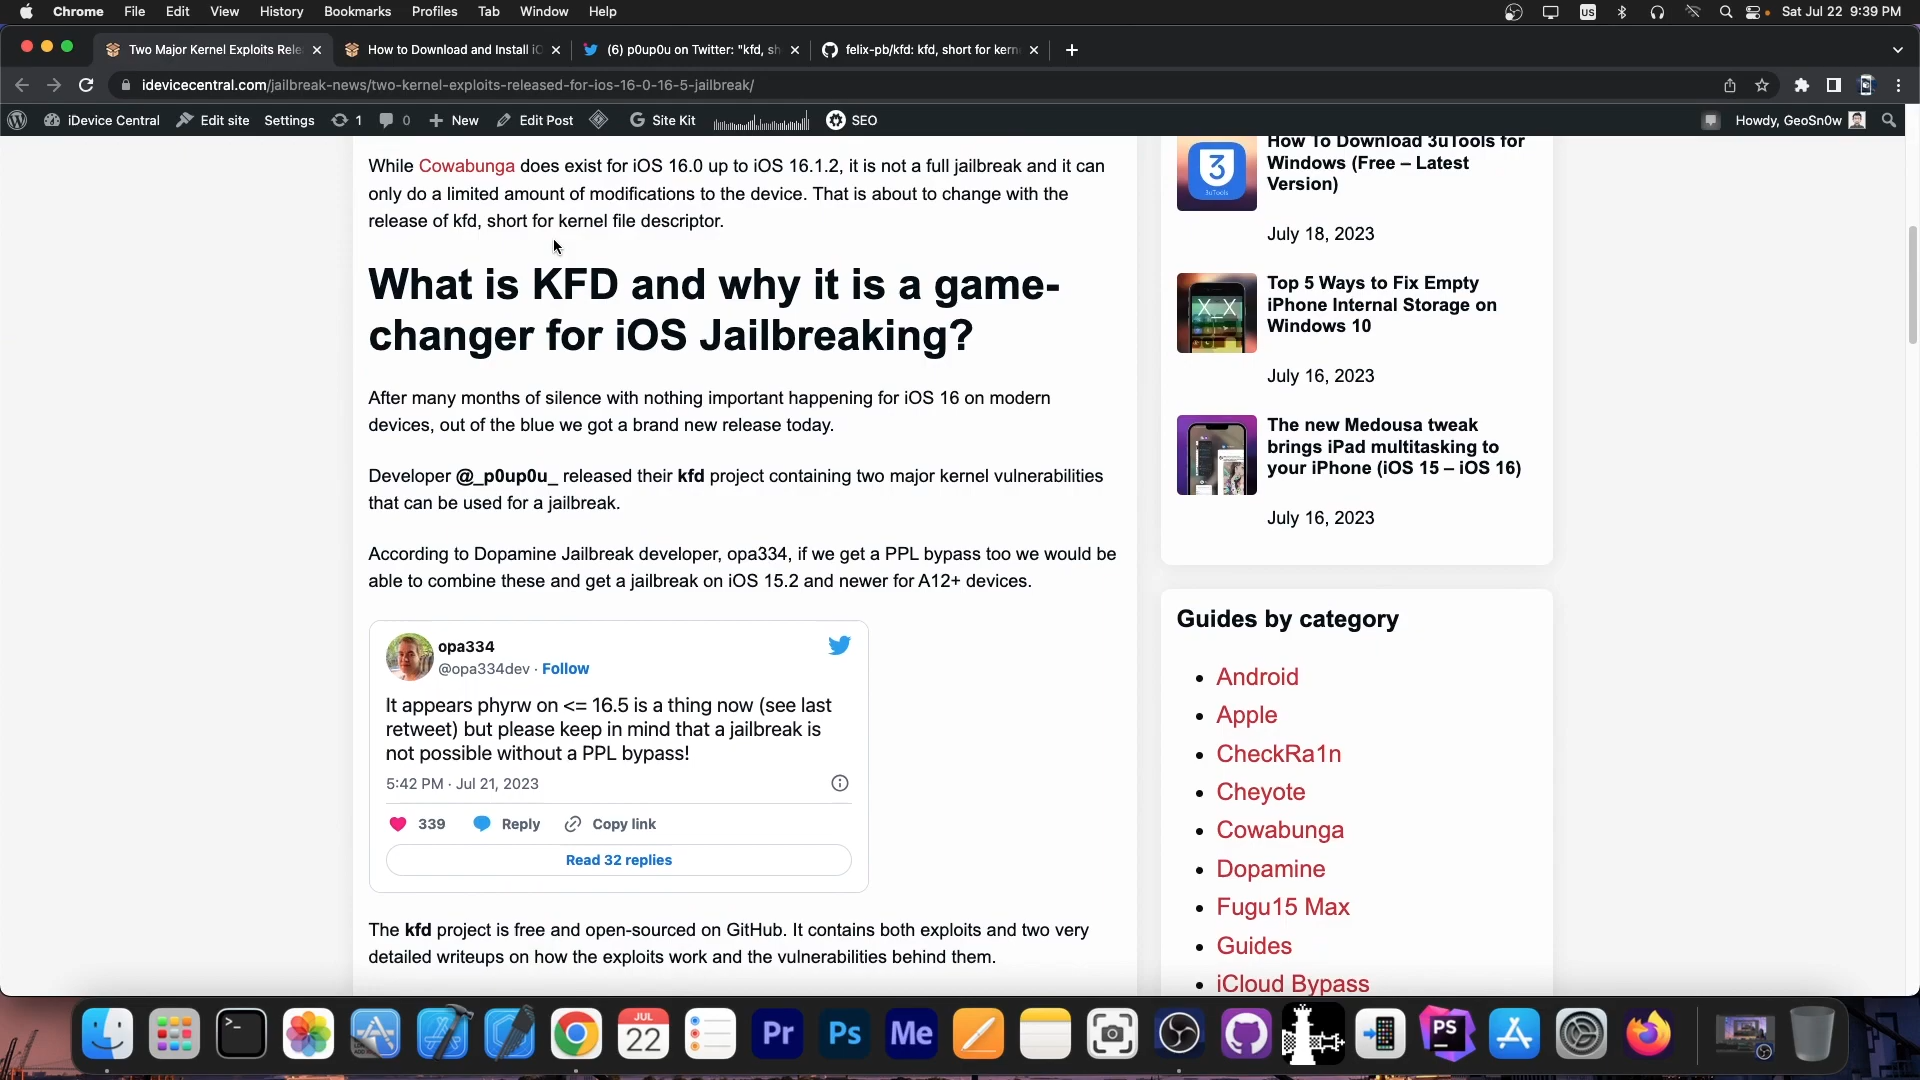 Chrome File Edit View History Bookmarks Profiles Tab Window Help US Sat Jul 22 9:39 PM
Two Major Kernel Exploits Rele How to Download and Install iO (6) p0up0u on Twitter: "kfd, sh felix-pb/kfd: kfd, short for kern
idevicecentral.com/jailbreak-news/two-kernel-exploits-released-for-ios-16-0-16-5-jailbreak/
iDevice Central Edit site Settings 1 0 New Edit Post Site Kit SEO Howdy, GeoSn0w
While Cowabunga does exist for iOS 16.0 up to iOS 16.1.2, it is not a full jailbreak and it can
only do a limited amount of modifications to the device. That is about to change with the
release of kfd, short for kernel file descriptor.
What is KFD and why it is a game-
changer for iOS Jailbreaking?
After many months of silence with nothing important happening for iOS 16 on modern
devices, out of the blue we got a brand new release today.
Developer @_p0up0u_ released their kfd project containing two major kernel vulnerabilities
that can be used for a jailbreak.
According to Dopamine Jailbreak developer, opa334, if we get a PPL bypass too we would be
able to combine these and get a jailbreak on iOS 15.2 and newer for A12+ devices.
opa334
@opa334dev · Follow
It appears phyrw on <= 16.5 is a thing now (see last
retweet) but please keep in mind that a jailbreak is
not possible without a PPL bypass!
5:42 PM · Jul 21, 2023
339 Reply Copy link
Read 32 replies
The kfd project is free and open-sourced on GitHub. It contains both exploits and two very
detailed writeups on how the exploits work and the vulnerabilities behind them.
How To Download 3uTools for
Windows (Free – Latest
Version)
3
3uTools
July 18, 2023
Top 5 Ways to Fix Empty
iPhone Internal Storage on
Windows 10
X_X
July 16, 2023
The new Medousa tweak
brings iPad multitasking to
your iPhone (iOS 15 – iOS 16)
July 16, 2023
Guides by category
Android
Apple
CheckRa1n
Cheyote
Cowabunga
Dopamine
Fugu15 Max
Guides
iCloud Bypass
JUL
22
Pr
Ps
Me
PS